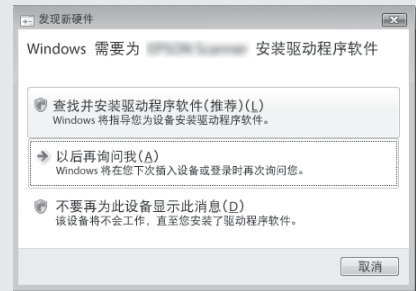 发现新硬件
Windows 需要为 安装驱动程序软件
查找并安装驱动程序软件(推荐)(L)
Windows 将指导您为设备安装驱动程序软件。
以后再询问我(A)
Windows 将在您下次插入设备或登录时再次询问您。
不要再为此设备显示此消息(D)
该设备将不会工作，直至您安装了驱动程序软件。
取消